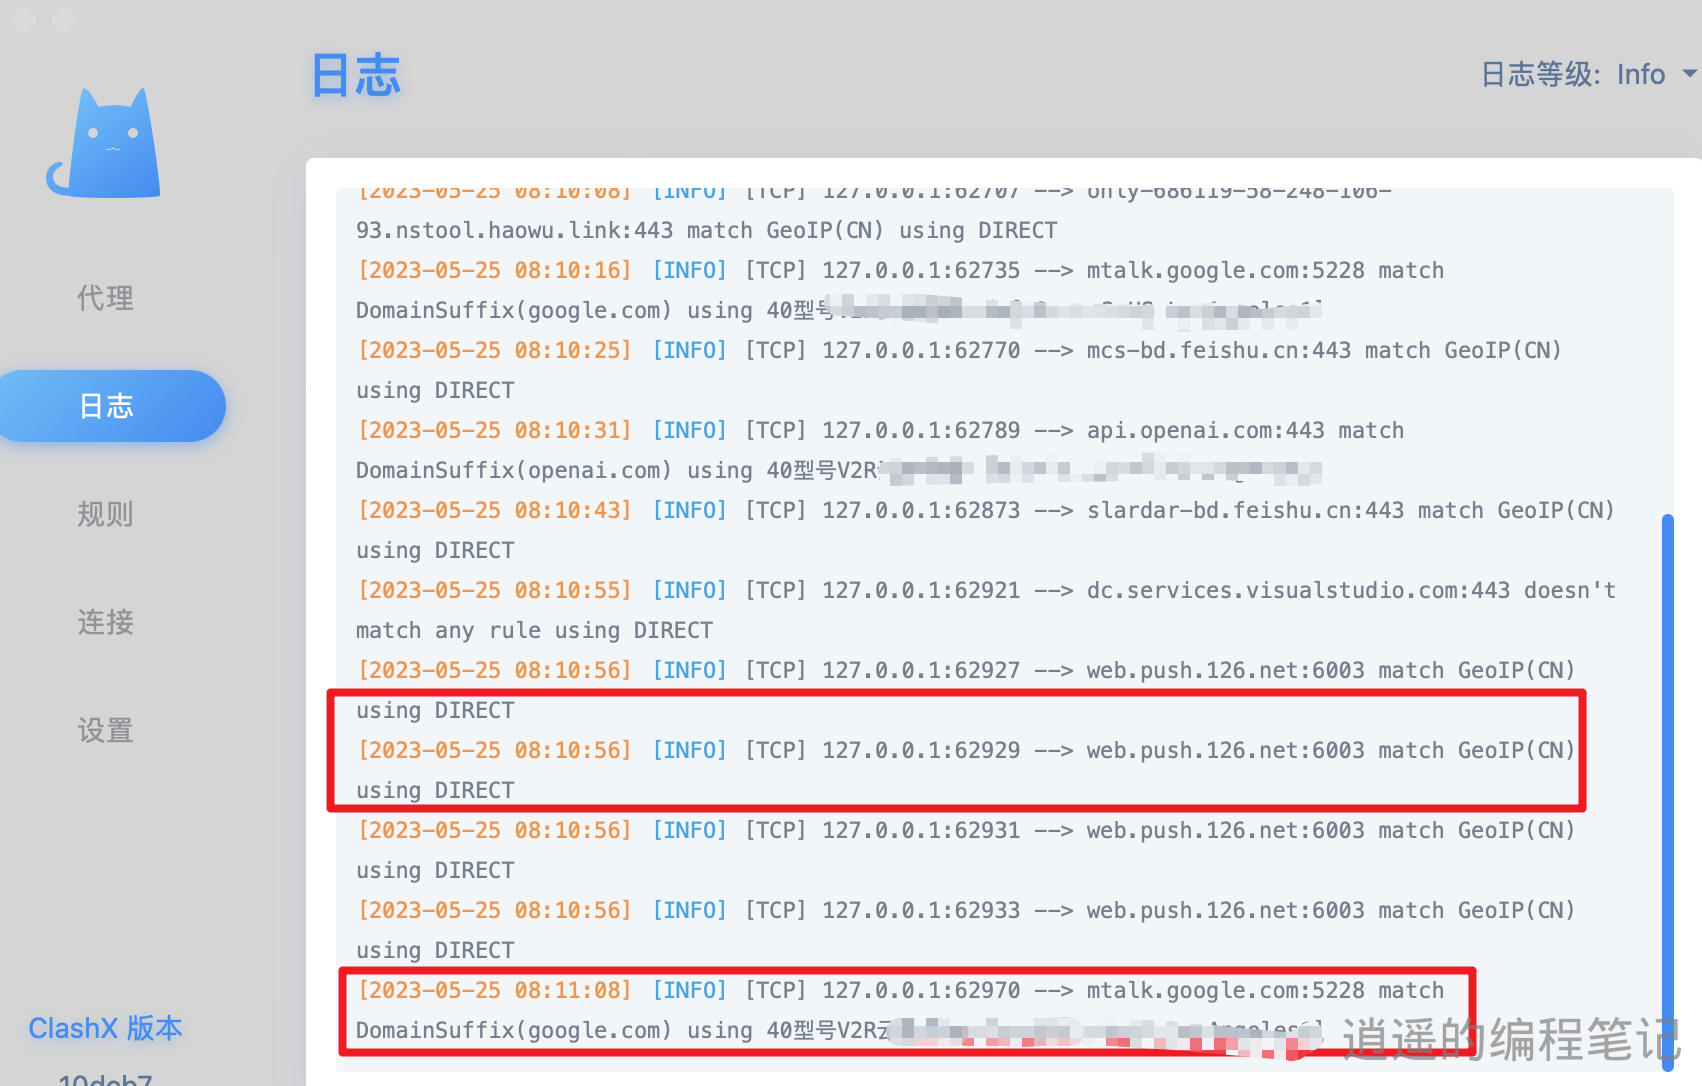 日志
日志等级: Info
代理
日志
规则
连接
设置
ClashX 版本
[2023-05-25 08:10:08] [INFO] [TCP] 127.0.0.1:62707 --> only-686119-58-248-106-
93.nstool.haowu.link:443 match GeoIP(CN) using DIRECT
[2023-05-25 08:10:16] [INFO] [TCP] 127.0.0.1:62735 --> mtalk.google.com:5228 match
DomainSuffix(google.com) using 40型号
[2023-05-25 08:10:25] [INFO] [TCP] 127.0.0.1:62770 --> mcs-bd.feishu.cn:443 match GeoIP(CN)
using DIRECT
[2023-05-25 08:10:31] [INFO] [TCP] 127.0.0.1:62789 --> api.openai.com:443 match
DomainSuffix(openai.com) using 40型号V2R
[2023-05-25 08:10:43] [INFO] [TCP] 127.0.0.1:62873 --> slardar-bd.feishu.cn:443 match GeoIP(CN)
using DIRECT
[2023-05-25 08:10:55] [INFO] [TCP] 127.0.0.1:62921 --> dc.services.visualstudio.com:443 doesn't
match any rule using DIRECT
[2023-05-25 08:10:56] [INFO] [TCP] 127.0.0.1:62927 --> web.push.126.net:6003 match GeoIP(CN)
using DIRECT
[2023-05-25 08:10:56] [INFO] [TCP] 127.0.0.1:62929 --> web.push.126.net:6003 match GeoIP(CN)
using DIRECT
[2023-05-25 08:10:56] [INFO] [TCP] 127.0.0.1:62931 --> web.push.126.net:6003 match GeoIP(CN)
using DIRECT
[2023-05-25 08:10:56] [INFO] [TCP] 127.0.0.1:62933 --> web.push.126.net:6003 match GeoIP(CN)
using DIRECT
[2023-05-25 08:11:08] [INFO] [TCP] 127.0.0.1:62970 --> mtalk.google.com:5228 match
DomainSuffix(google.com) using 40型号V2R云
逍遥的编程笔记